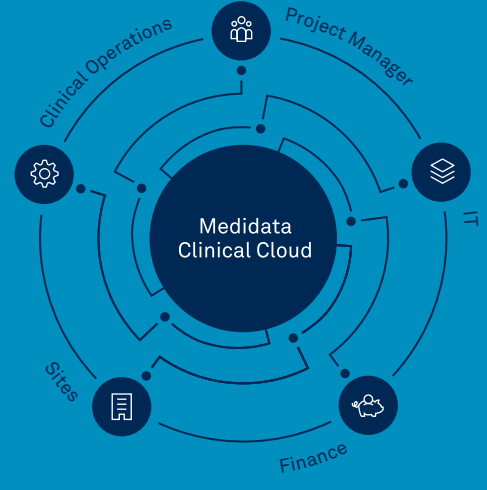 Clinical Operations
Project Manager
IT
Medidata
Clinical Cloud
Sites
Finance